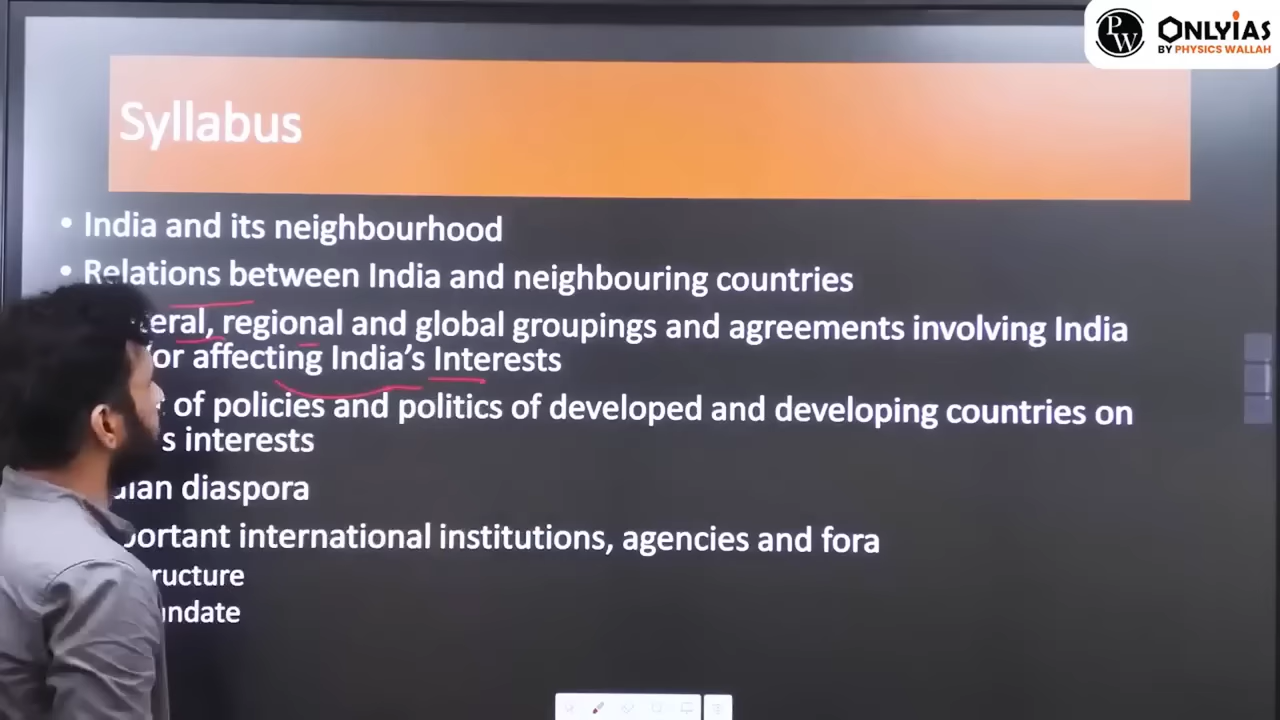 PW
ONLYIAS
BY PHYSICS WALLAH
Syllabus
• India and its neighbourhood
• Relations between India and neighbouring countries
regional and global groupings and agreements involving India
affecting India's Interests
of policies and politics of developed and developing countries on
interests
diaspora
international institutions, agencies and fora